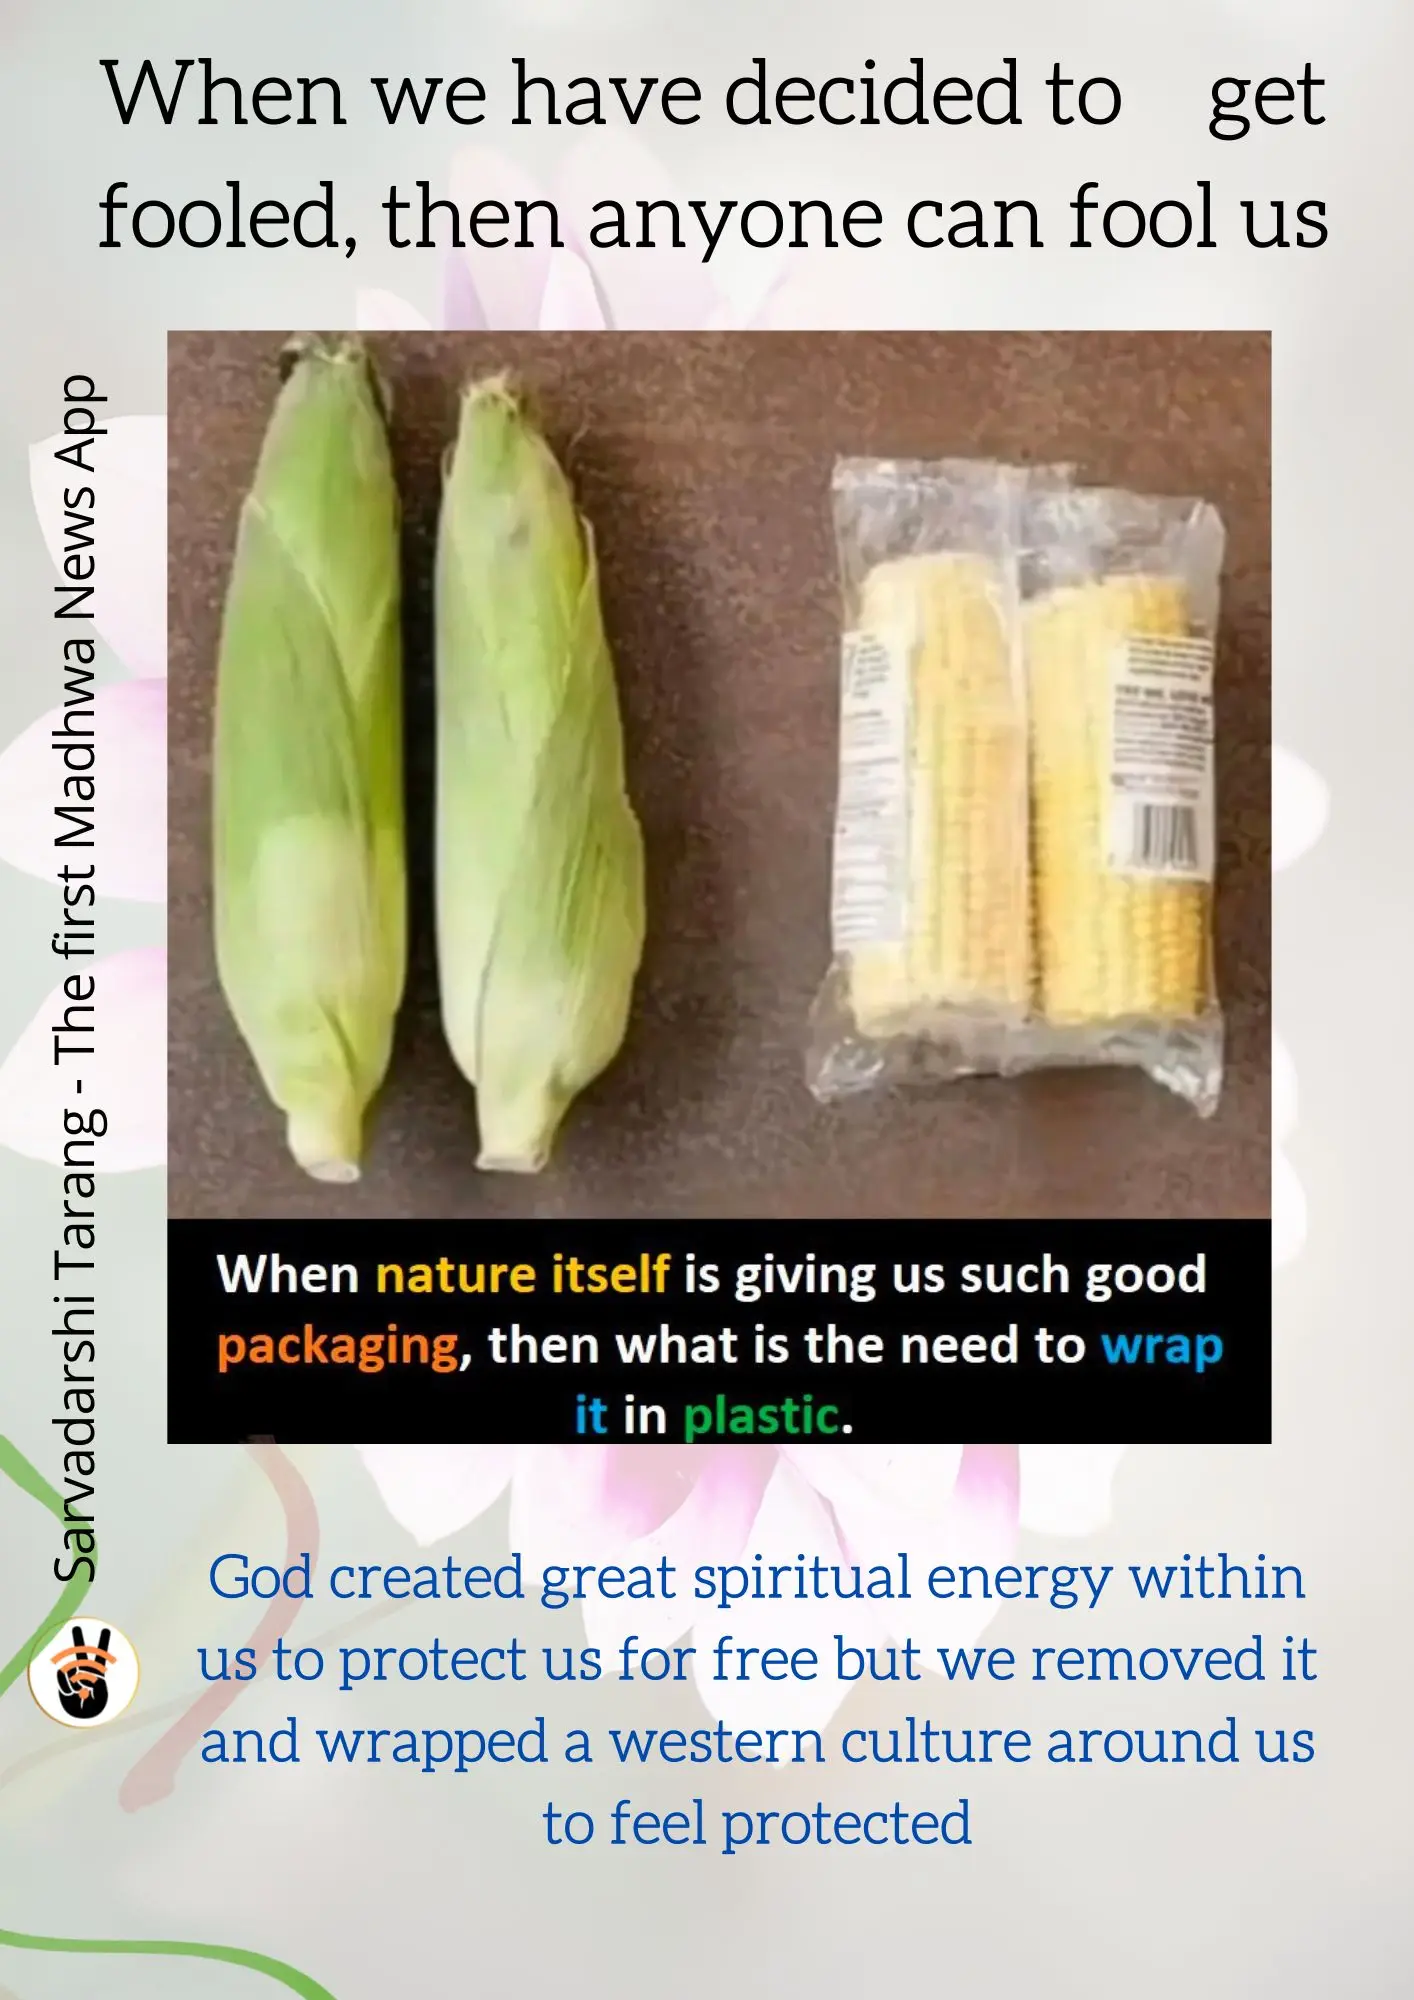 When we have decided to get
fooled, then anyone can fool us
Sarvadarshi Tarang - The first Madhwa News App
When nature itself is giving us such good
packaging, then what is the need to wrap
it in plastic.
God created great spiritual energy within
us to protect us for free but we removed it
and wrapped a western culture around us
to feel protected